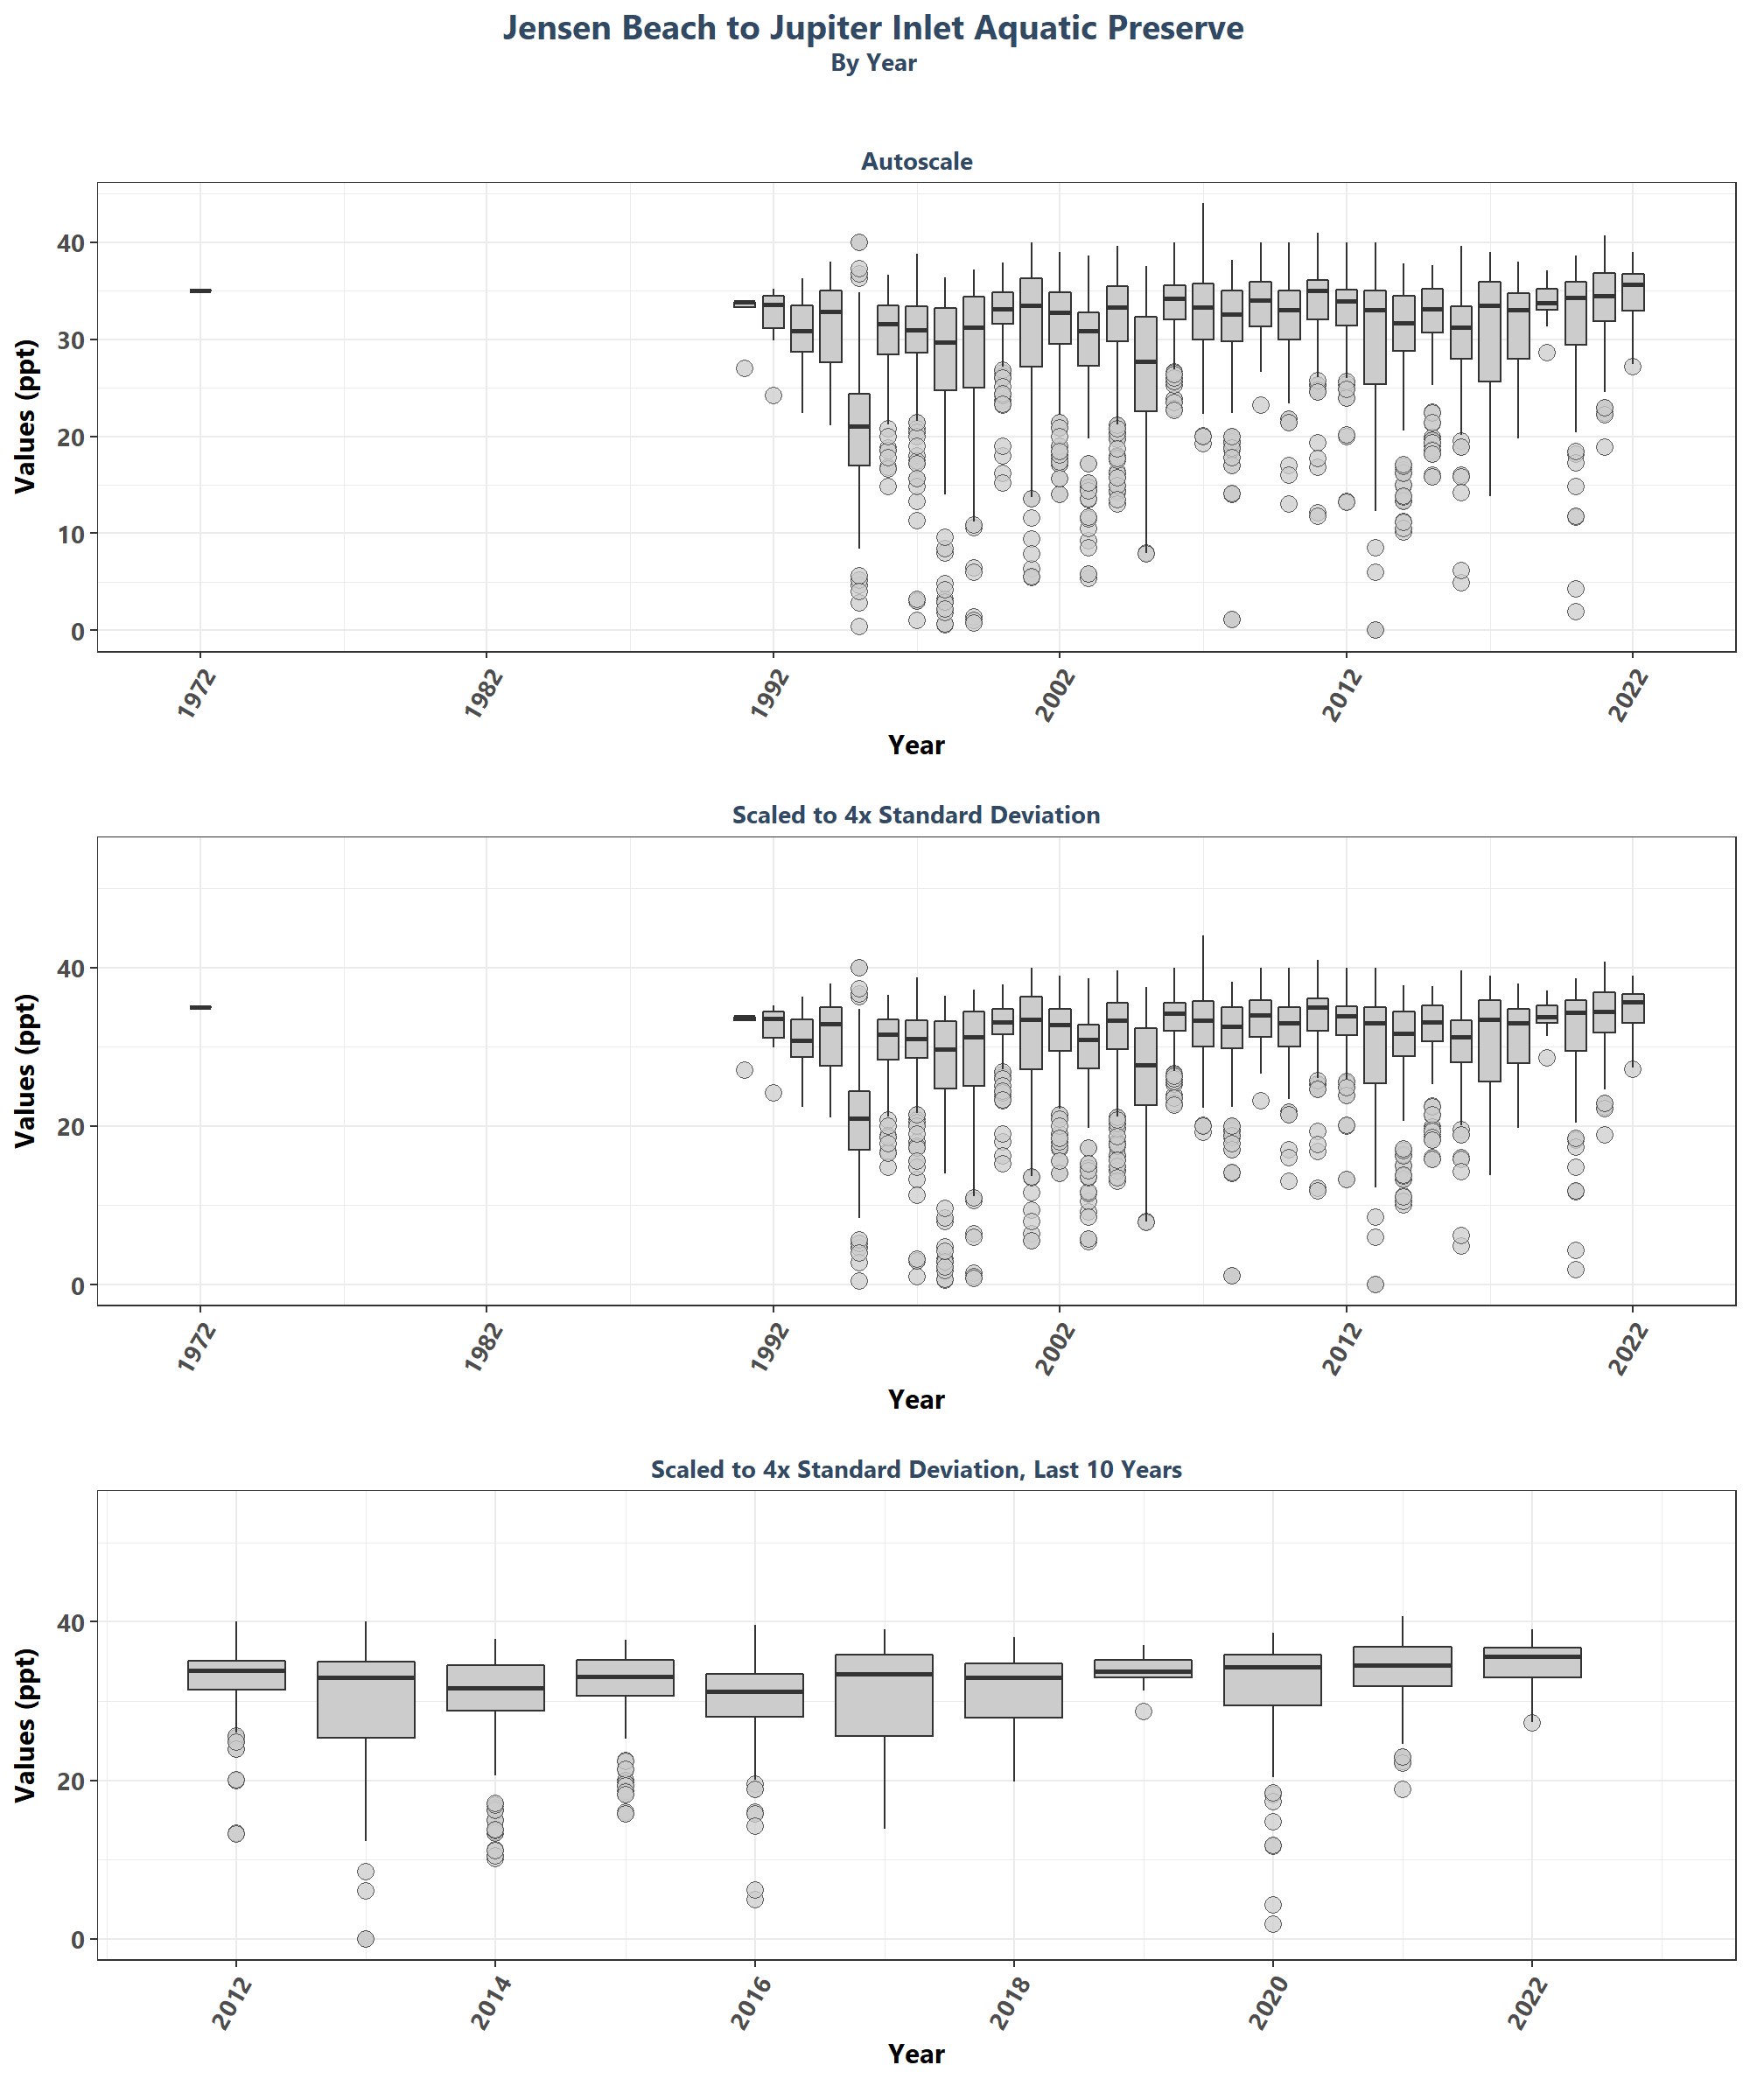 Jensen Beach to Jupiter Inlet Aquatic Preserve
By Year
Autoscale
Values (ppt)
40
30
20
10
0
1972
1982
1992
2002
2012
2022
Year
Scaled to 4x Standard Deviation
Values (ppt)
40
20
0
1972
1982
1992
2002
2012
2022
Year
Scaled to 4x Standard Deviation, Last 10 Years
Values (ppt)
40
20
0
2012
2014
2016
2018
2020
2022
Year